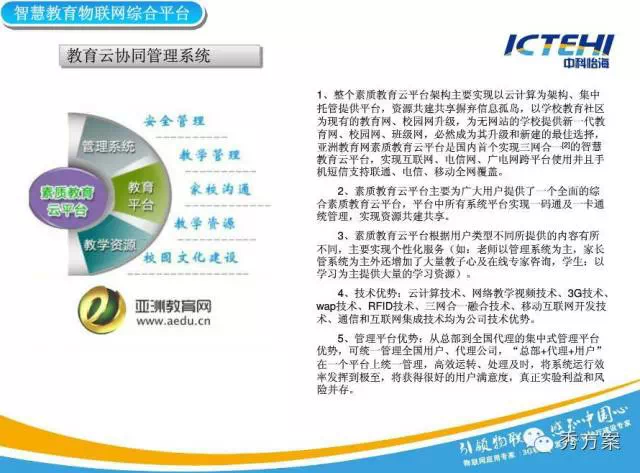 智慧教育物联网综合平台
ICTEHI
中科怡海
教育云协同管理系统
安全管理
管理系统
教学管理
素质教育
云平台
教育
平台
家校沟通
教学资源
教学资源
校园文化建设
亚洲教育网
www.aedu.cn
1、整个素质教育云平台架构主要实现以云计算为架构、集中
托管提供平台，资源共建共享摒弃信息孤岛，以学校教育社区
为现有的教育网、校园网升级，为无网站的学校提供新一代教
育网、校园网、班级网，必然成为其升级和新建的最佳选择，
亚洲教育网素质教育云平台是国内首个实现三网合一的智慧
教育云平台，实现互联网、电信网、广电网跨平台使用并且手
机短信支持联通、电信、移动全网覆盖。
2、素质教育云平台主要为广大用户提供了一个全面的综
合素质教育云平台，平台中所有系统平台实现一码通及一卡通
统管理，实现资源共建共享。
3、素质教育云平台根据用户类型不同所提供的内容有所
不同，主要实现个性化服务（如：老师以管理系统为主，家长
管系统为主外还增加了大量教子心及在线专家咨询，学生：以
学习为主提供大量的学习资源）。
4、技术优势：云计算技术、网络教学视频技术、3G技术、
wap技术、RFID技术、三网合一融合技术、移动互联网开发技
术、通信和互联网集成技术均为公司技术优势。
5、管理平台优势：从总部到全国代理的集中式管理平台
优势，可统一管理全国用户、代理公司，“总部+代理+用户”
在一个平台上统一管理，高效运转、处理及时，将系统运行效
率发挥到极至，将获得很好的用户满意度，真正实验利益和风
险并存。
引领物联
感知中国心
物联网应用专家
建设专家
秀方案